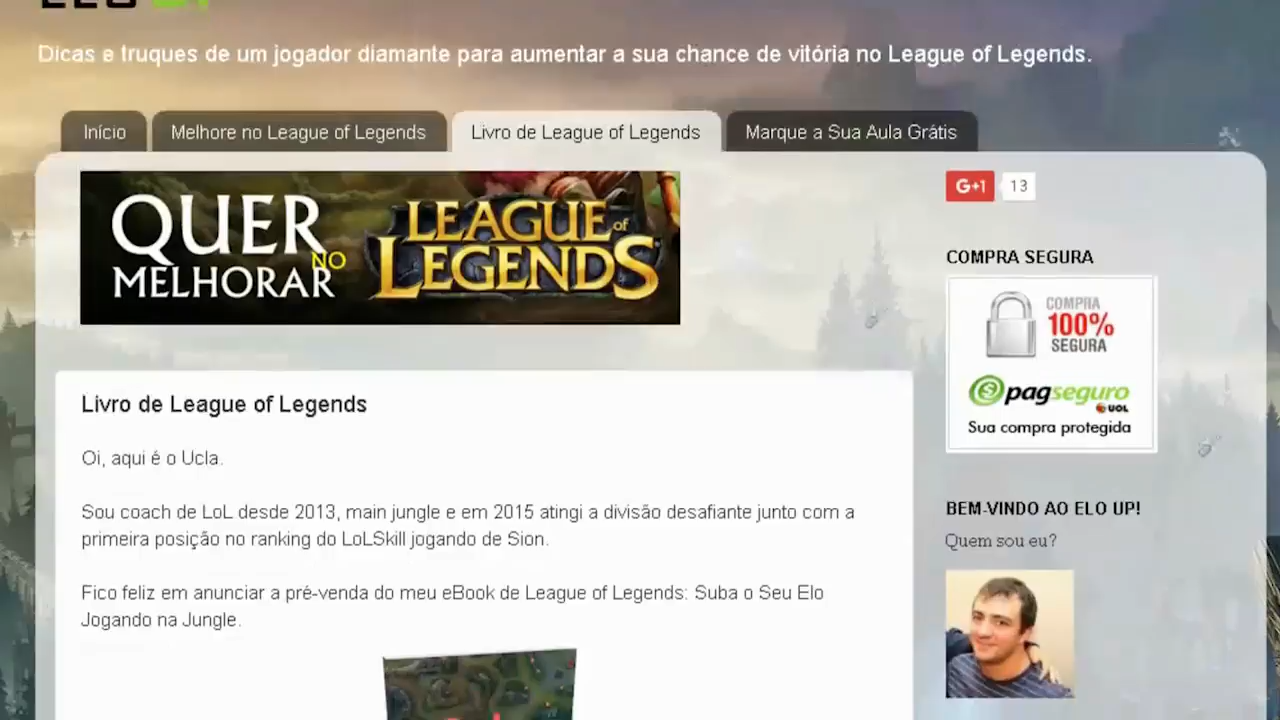 Dicas e truques de um jogador diamante para aumentar a sua chance de vitória no League of Legends.
Início
Melhore no League of Legends
Livro de League of Legends
Marque a Sua Aula Grátis
QUER
NO
MELHORAR
LEAGUE of
LEGENDS
G+1
13
COMPRA SEGURA
COMPRA
100%
SEGURA
pagseguro
UOL
Sua compra protegida
Livro de League of Legends
Oi, aqui é o Ucla.
Sou coach de LoL desde 2013, main jungle e em 2015 atingi a divisão desafiante junto com a
primeira posição no ranking do LoLSkill jogando de Sion.
Fico feliz em anunciar a pré-venda do meu eBook de League of Legends: Suba o Seu Elo
Jogando na Jungle.
BEM-VINDO AO ELO UP!
Quem sou eu?